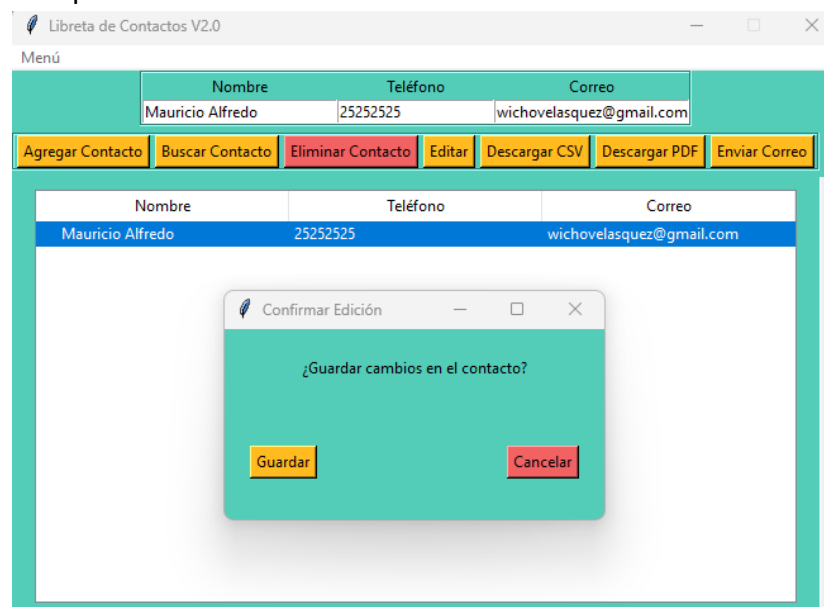 Libreta de Contactos V2.0
Menú
Nombre Teléfono Correo
Mauricio Alfredo 25252525 wichovelasquez@gmail.com
Agregar Contacto Buscar Contacto Eliminar Contacto Editar Descargar CSV Descargar PDF Enviar Correo
Nombre Teléfono Correo
Mauricio Alfredo 25252525 wichovelasquez@gmail.com
Confirmar Edición
¿Guardar cambios en el contacto?
Guardar Cancelar